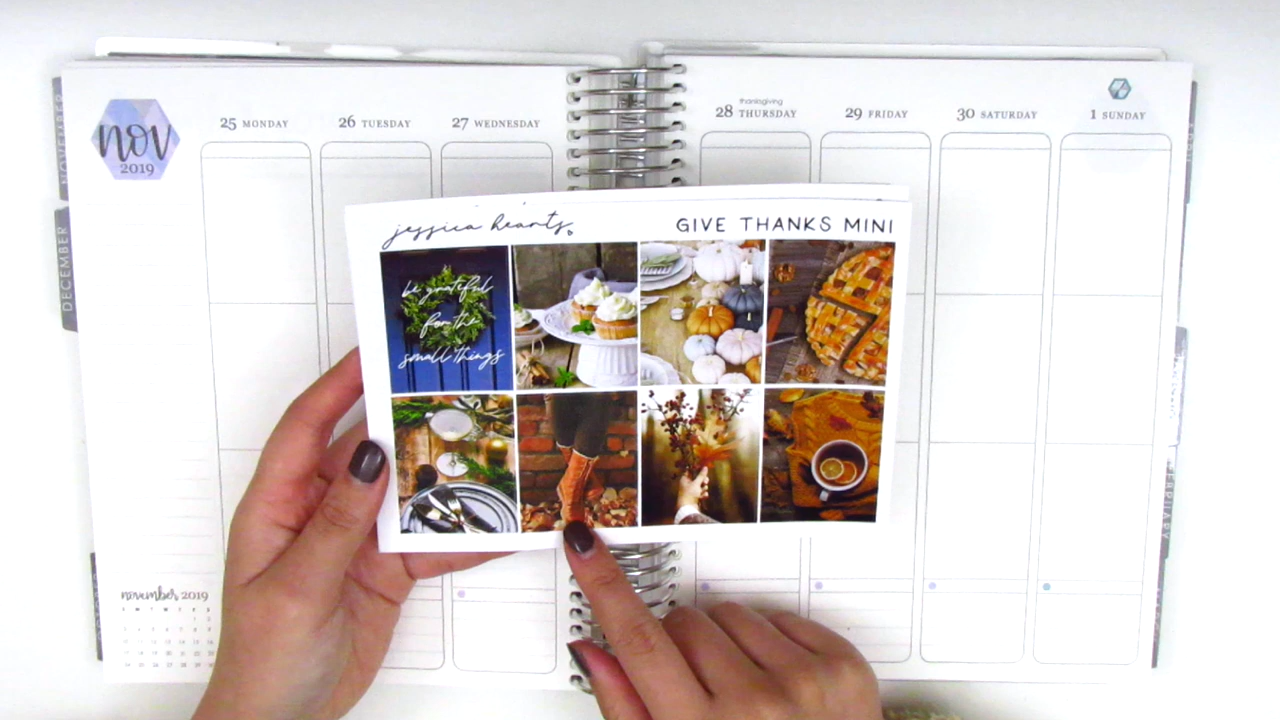 nov
2019
25 MONDAY
26 TUESDAY
27 WEDNESDAY
thanksgiving
28 THURSDAY
29 FRIDAY
30 SATURDAY
1 SUNDAY
NOVEMBER
DECEMBER
jessica hearts
GIVE THANKS MINI
be grateful
for the
small things
november 2019